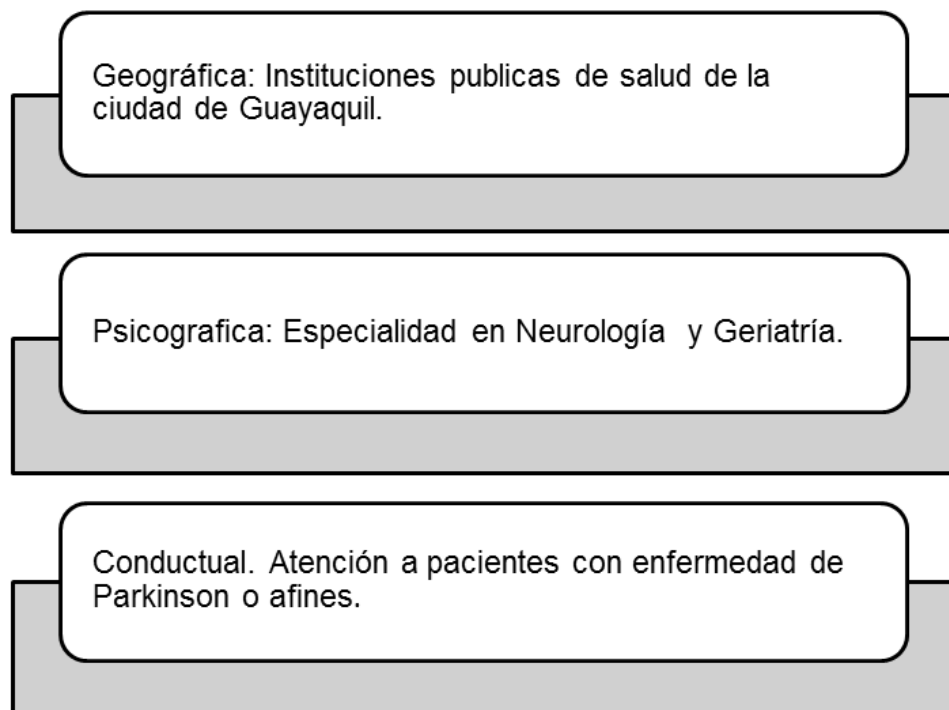 Geográfica: Instituciones publicas de salud de la
ciudad de Guayaquil.
Psicografica: Especialidad en Neurología y Geriatría.
Conductual. Atención a pacientes con enfermedad de
Parkinson o afines.